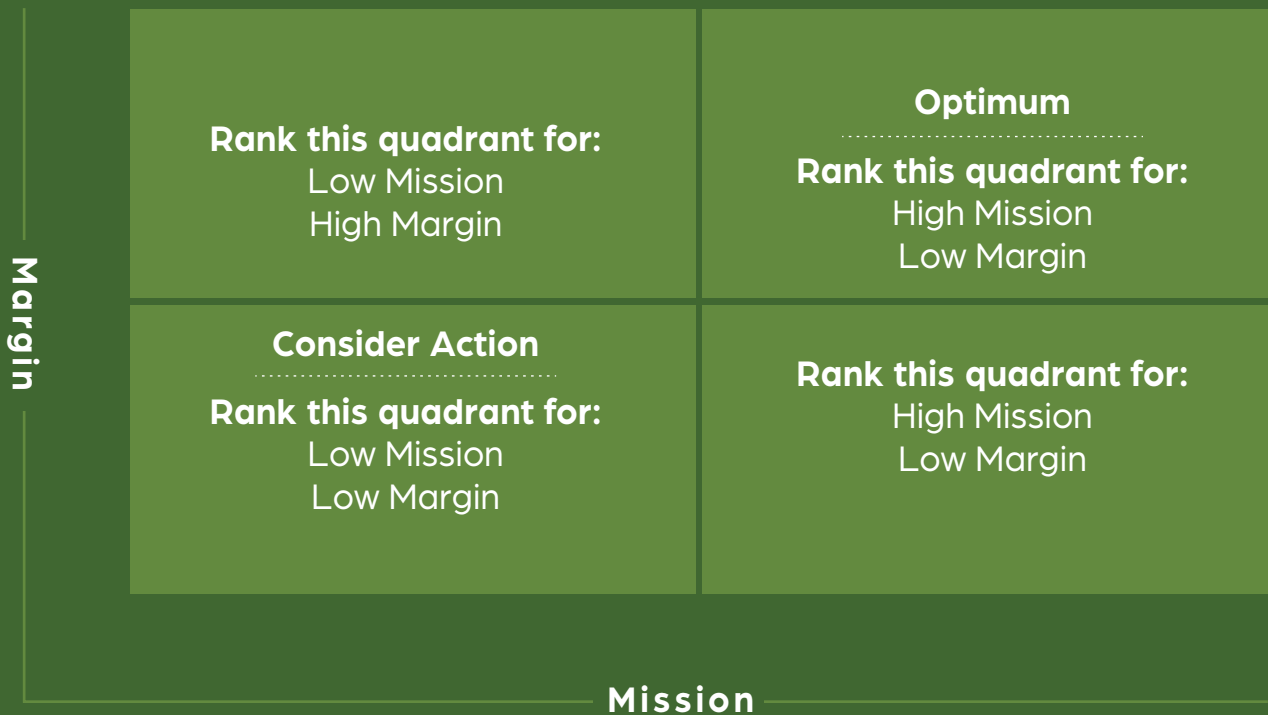 Rank this quadrant for:
Low Mission
High Margin
Optimum
Rank this quadrant for:
High Mission
Low Margin
Margin
Consider Action
Rank this quadrant for:
Low Mission
Low Margin
Rank this quadrant for:
High Mission
Low Margin
Mission